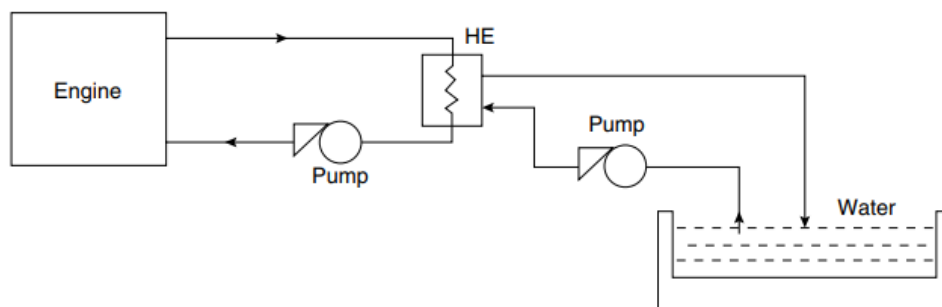 HE
Engine
Pump
Pump
Water